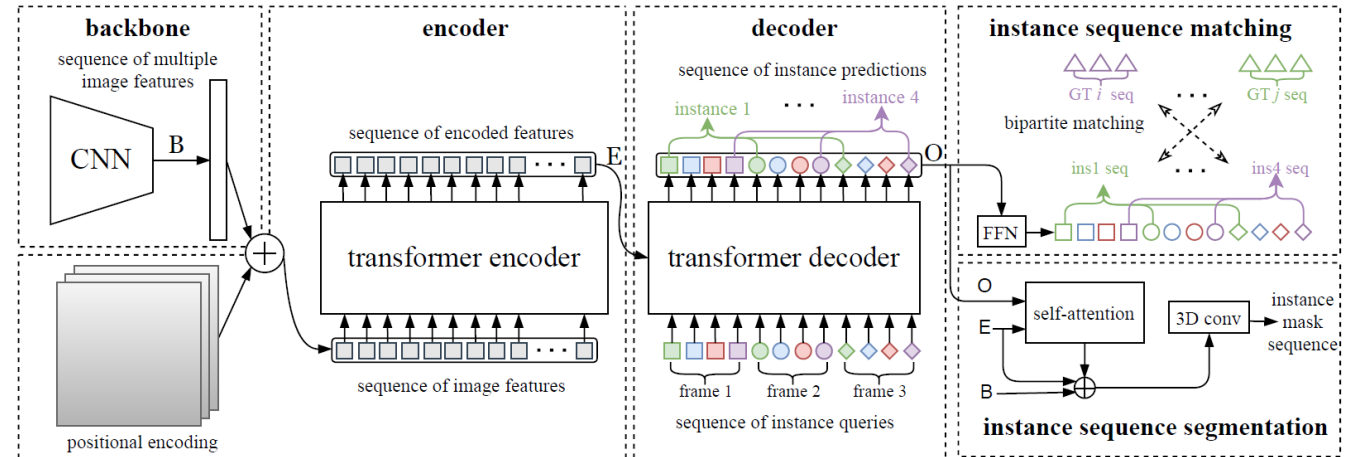 backbone
sequence of multiple
image features
CNN
B
positional encoding
encoder
sequence of encoded features
E
transformer encoder
sequence of image features
decoder
sequence of instance predictions
instance 1
instance 4
O
transformer decoder
frame 1
frame 2
frame 3
sequence of instance queries
instance sequence matching
GT i seq
GT j seq
bipartite matching
ins1 seq
ins4 seq
FFN
O
self-attention
3D conv
instance
mask
sequence
E
B
instance sequence segmentation